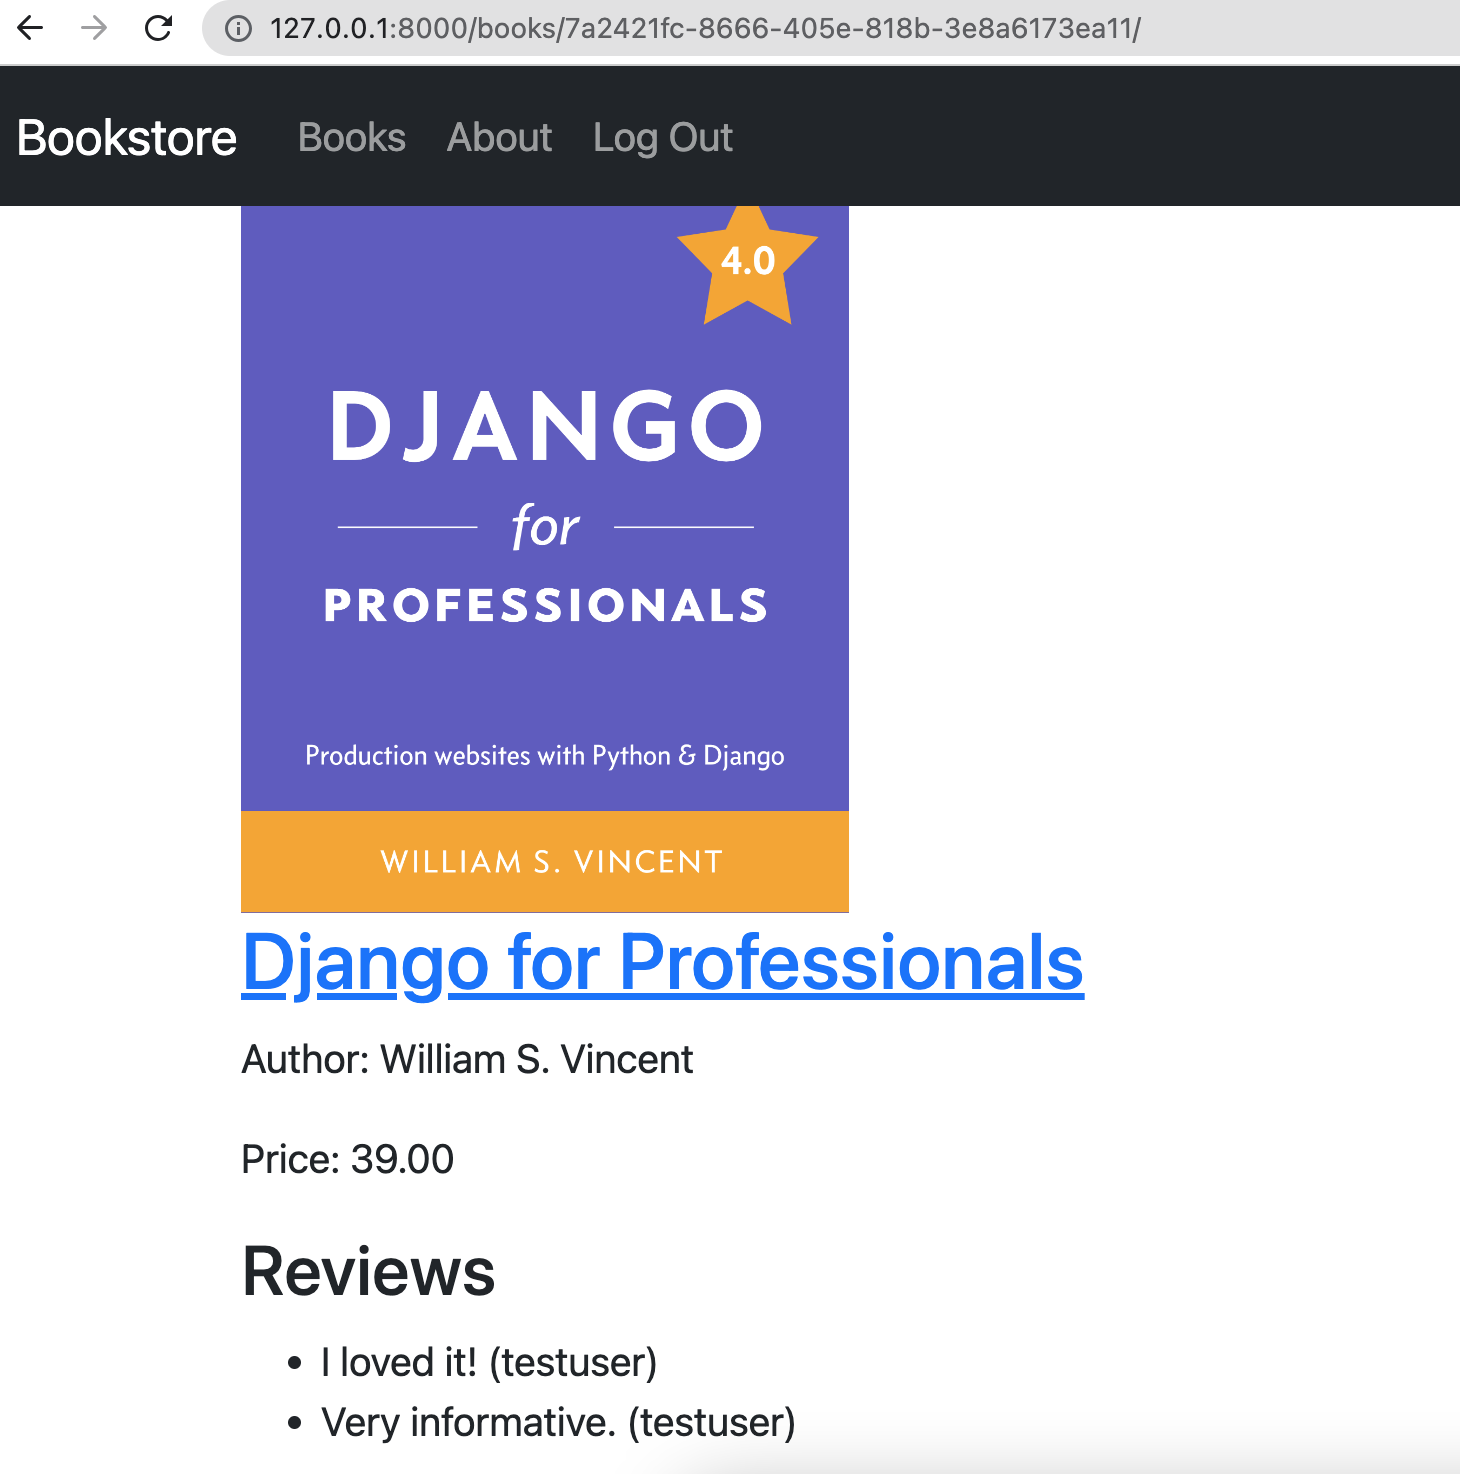 127.0.0.1:8000/books/7a2421fc-8666-405e-818b-3e8a6173ea11/
Bookstore Books About Log Out
4.0
DJANGO
for
PROFESSIONALS
Production websites with Python & Django
WILLIAM S. VINCENT
Django for Professionals
Author: William S. Vincent
Price: 39.00
Reviews
• I loved it! (testuser)
• Very informative. (testuser)